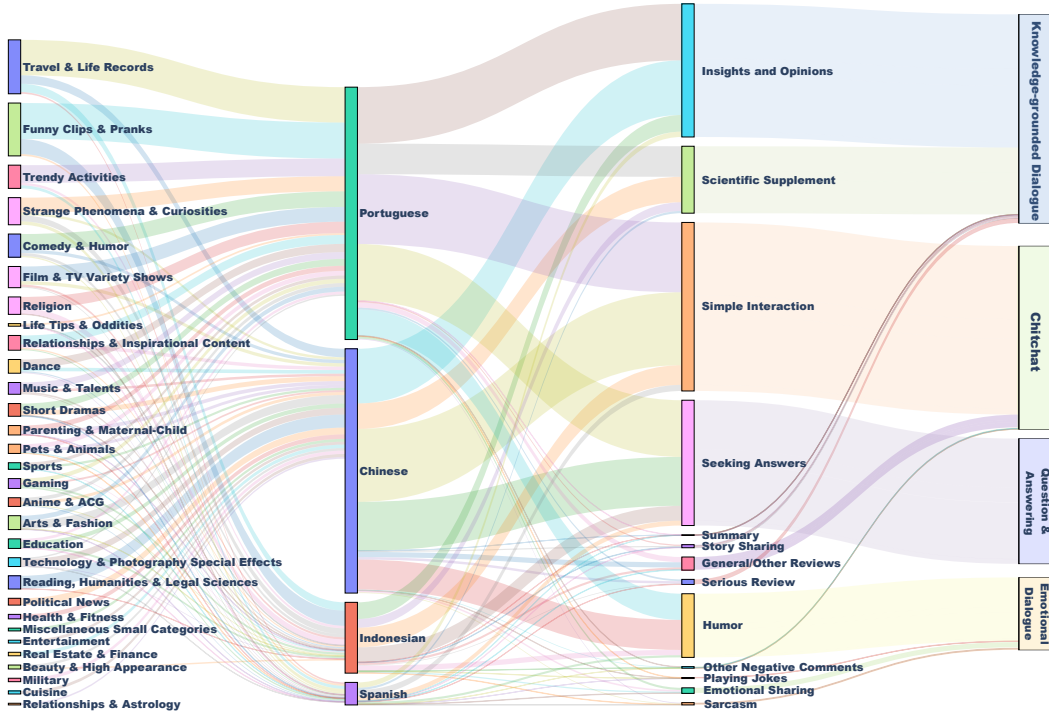 Travel & Life Records
Funny Clips & Pranks
Trendy Activities
Strange Phenomena & Curiosities
Comedy & Humor
Film & TV Variety Shows
Religion
Life Tips & Oddities
Relationships & Inspirational Content
Dance
Music & Talents
Short Dramas
Parenting & Maternal-Child
Pets & Animals
Sports
Gaming
Anime & ACG
Arts & Fashion
Education
Technology & Photography Special Effects
Reading, Humanities & Legal Sciences
Political News
Health & Fitness
Miscellaneous Small Categories
Entertainment
Real Estate & Finance
Beauty & High Appearance
Military
Cuisine
Relationships & Astrology
Portuguese
Chinese
Indonesian
Spanish
Insights and Opinions
Scientific Supplement
Simple Interaction
Seeking Answers
Summary
Story Sharing
General/Other Reviews
Serious Review
Humor
Other Negative Comments
Playing Jokes
Emotional Sharing
Sarcasm
Knowledge-grounded
Dialogue
Chitchat
Question &
Answering
Emotional
Dialogue